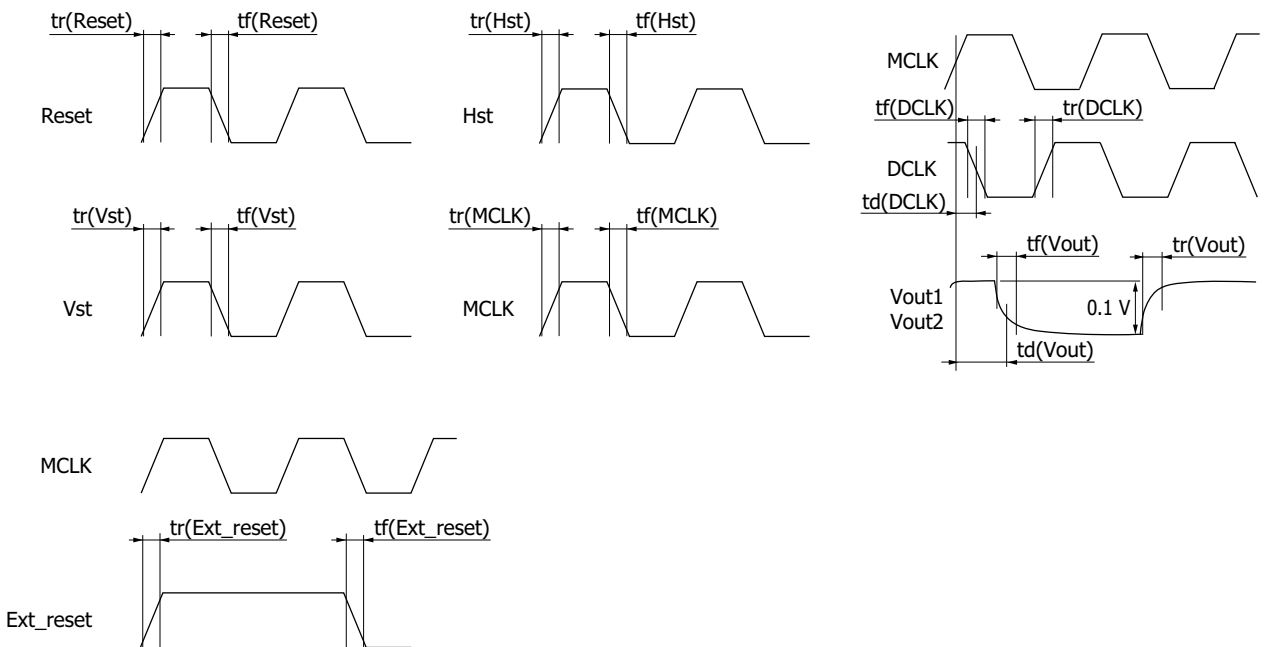 tr(Reset) tf(Reset)
Reset
tr(Hst) tf(Hst)
Hst
MCLK
tf(DCLK) tr(DCLK)
DCLK
td(DCLK)
tf(Vout) tr(Vout)
Vout1
Vout2
0.1 V
td(Vout)
tr(Vst) tf(Vst)
Vst
tr(MCLK) tf(MCLK)
MCLK
MCLK
tr(Ext_reset) tf(Ext_reset)
Ext_reset